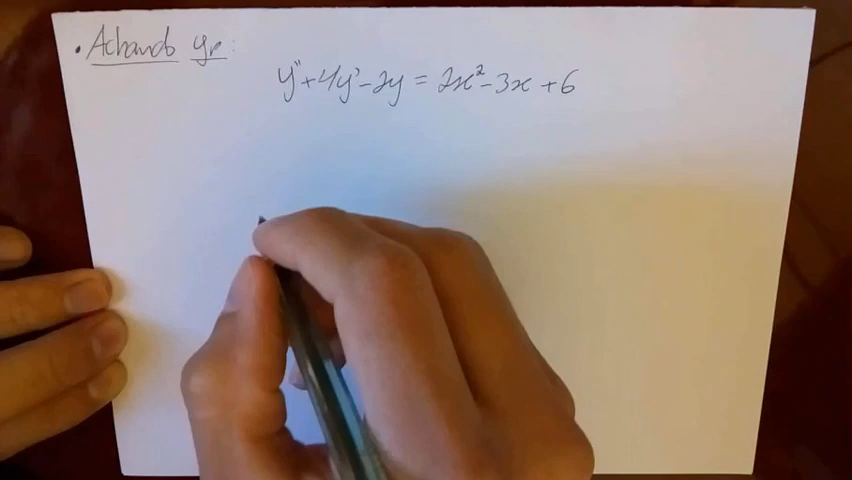 • Achando yp:
y'' + 4y' - 2y = 2x² - 3x + 6